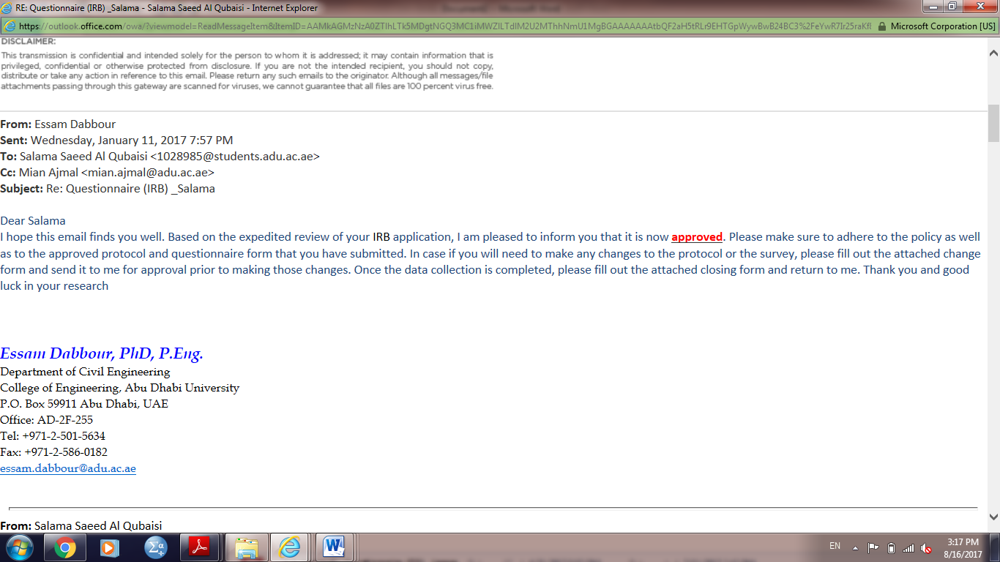 RE: Questionnaire (IRB) _Salama - Salama Saeed Al Qubaisi - Internet Explorer
Microsoft Corporation [US]
DISCLAIMER:
This transmission is confidential and intended solely for the person to whom it is addressed; it may contain information that is
privileged, confidential or otherwise protected from disclosure. If you are not the intended recipient, you should not copy,
distribute or take any action in reference to this email. Please return any such emails to the originator. Although all messages/file
attachments passing through this gateway are scanned for viruses, we cannot guarantee that all files are 100 percent virus free.
From: Essam Dabbour
Sent: Wednesday, January 11, 2017 7:57 PM
To: Salama Saeed Al Qubaisi <1028985@students.adu.ac.ae>
Cc: Mian Ajmal <mian.ajmal@adu.ac.ae>
Subject: Re: Questionnaire (IRB) _Salama
Dear Salama
I hope this email finds you well. Based on the expedited review of your IRB application, I am pleased to inform you that it is now approved. Please make sure to adhere to the policy as well
as to the approved protocol and questionnaire form that you have submitted. In case if you will need to make any changes to the protocol or the survey, please fill out the attached change
form and send it to me for approval prior to making those changes. Once the data collection is completed, please fill out the attached closing form and return to me. Thank you and good
luck in your research
Essam Dabbour, PhD, P.Eng.
Department of Civil Engineering
College of Engineering, Abu Dhabi University
P.O. Box 59911 Abu Dhabi, UAE
Office: AD-2F-255
Tel: +971-2-501-5634
Fax: +971-2-586-0182
essam.dabbour@adu.ac.ae
From: Salama Saeed Al Qubaisi
EN
3:17 PM
8/16/2017